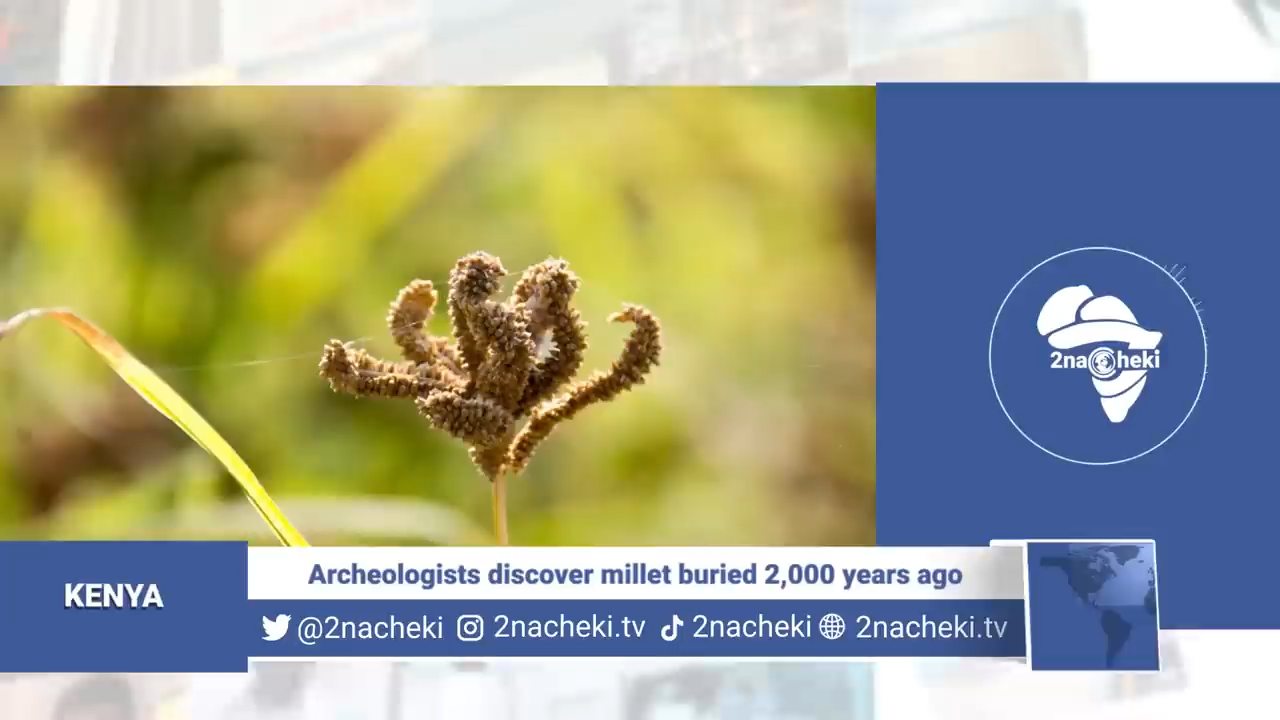 2nacheki
KENYA
Archeologists discover millet buried 2,000 years ago
@2nacheki 2nacheki.tv 2nacheki 2nacheki.tv